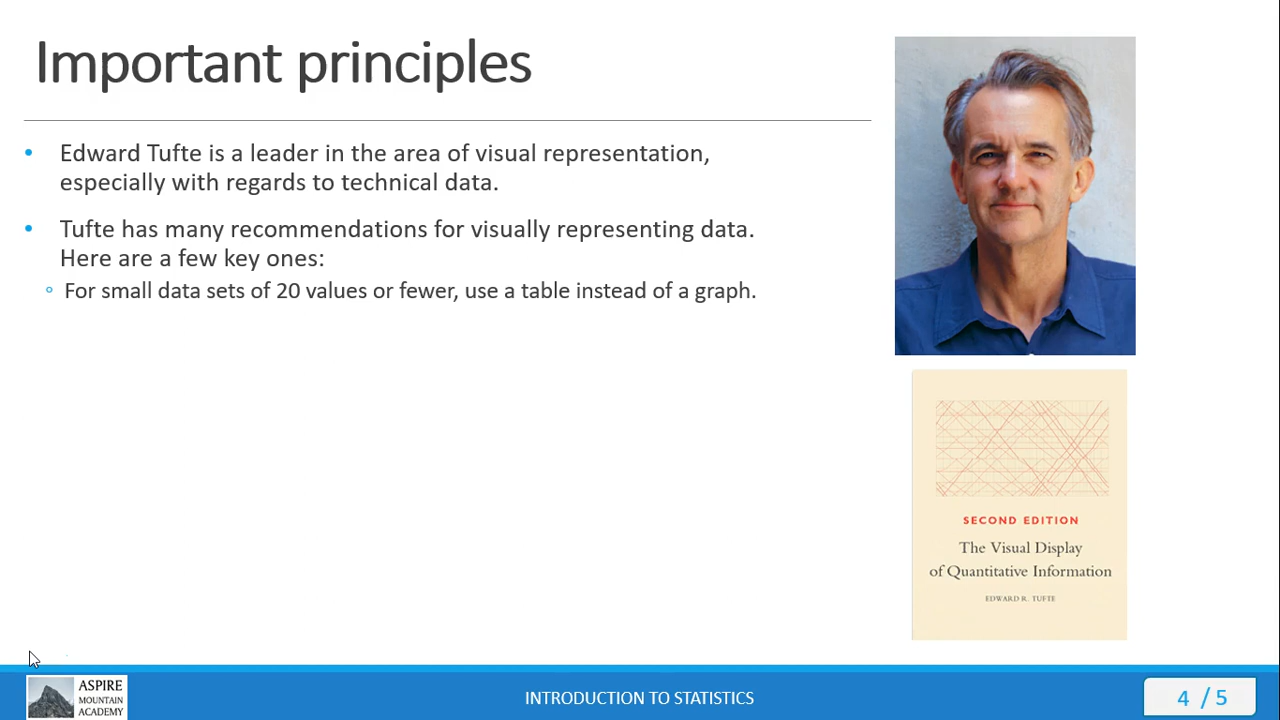 Important principles
• Edward Tufte is a leader in the area of visual representation,
especially with regards to technical data.
• Tufte has many recommendations for visually representing data.
Here are a few key ones:
° For small data sets of 20 values or fewer, use a table instead of a graph.
SECOND EDITION
The Visual Display
of Quantitative Information
EDWARD R. TUFTE
ASPIRE
MOUNTAIN
ACADEMY
INTRODUCTION TO STATISTICS
4 / 5